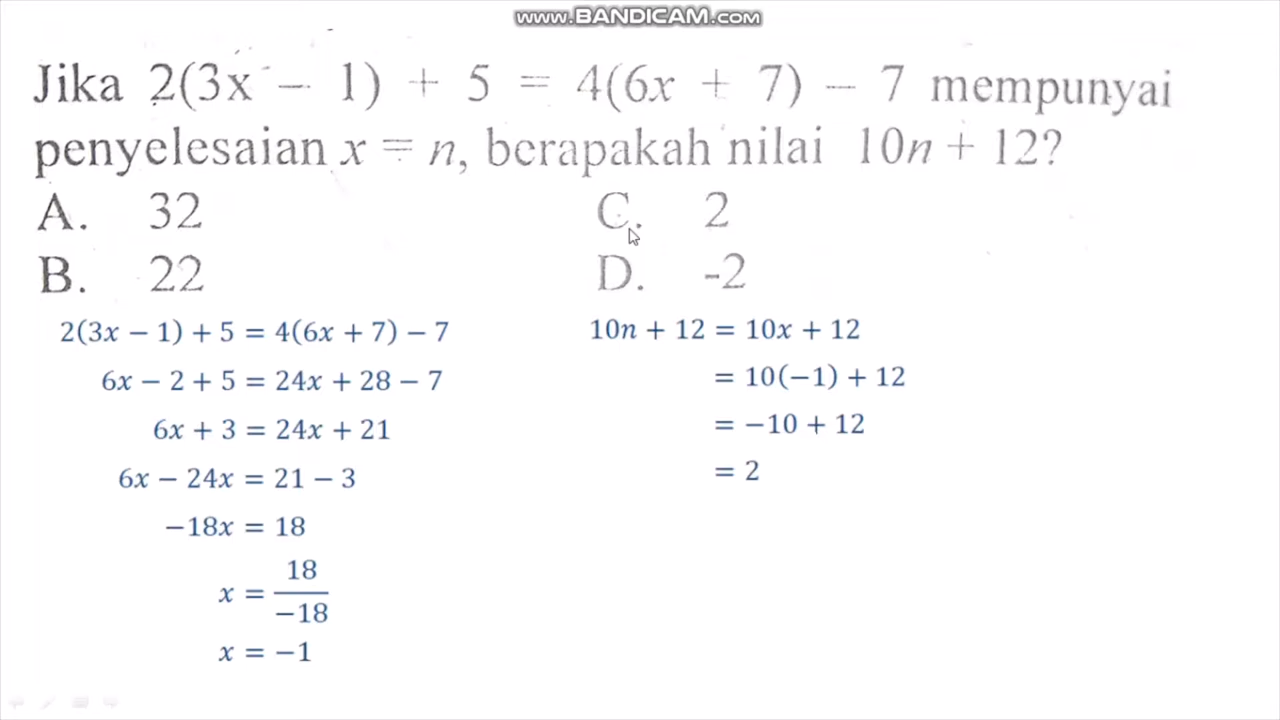 www.BANDICAM.com
Jika 2(3x − 1) + 5 = 4(6x + 7) − 7 mempunyai
penyelesaian x = n, berapakah nilai 10n + 12?
A. 32
C. 2
B. 22
D. -2
2(3x − 1) + 5 = 4(6x + 7) − 7
6x − 2 + 5 = 24x + 28 − 7
6x + 3 = 24x + 21
6x − 24x = 21 − 3
−18x = 18
x = 18/−18
x = −1
10n + 12 = 10x + 12
= 10(−1) + 12
= −10 + 12
= 2